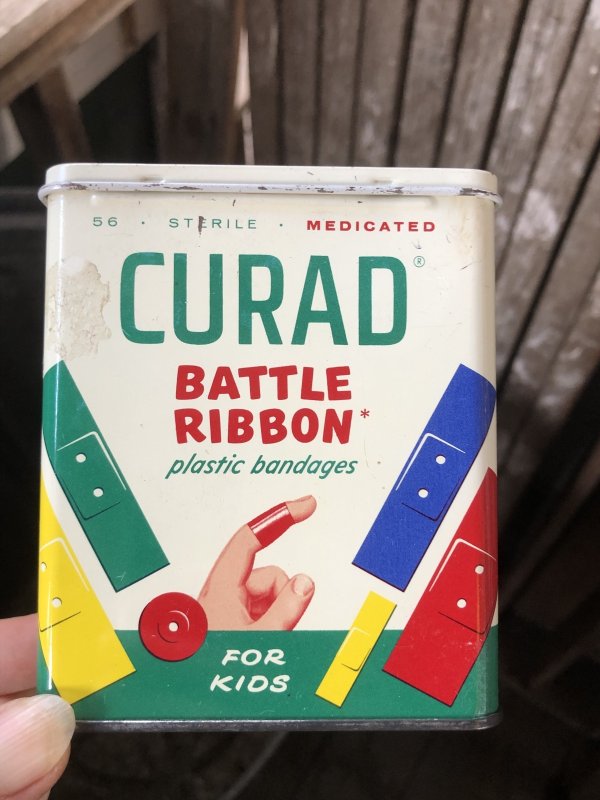 56 · STERILE · MEDICATED
CURAD®
BATTLE
RIBBON*
plastic bandages
FOR
KIDS